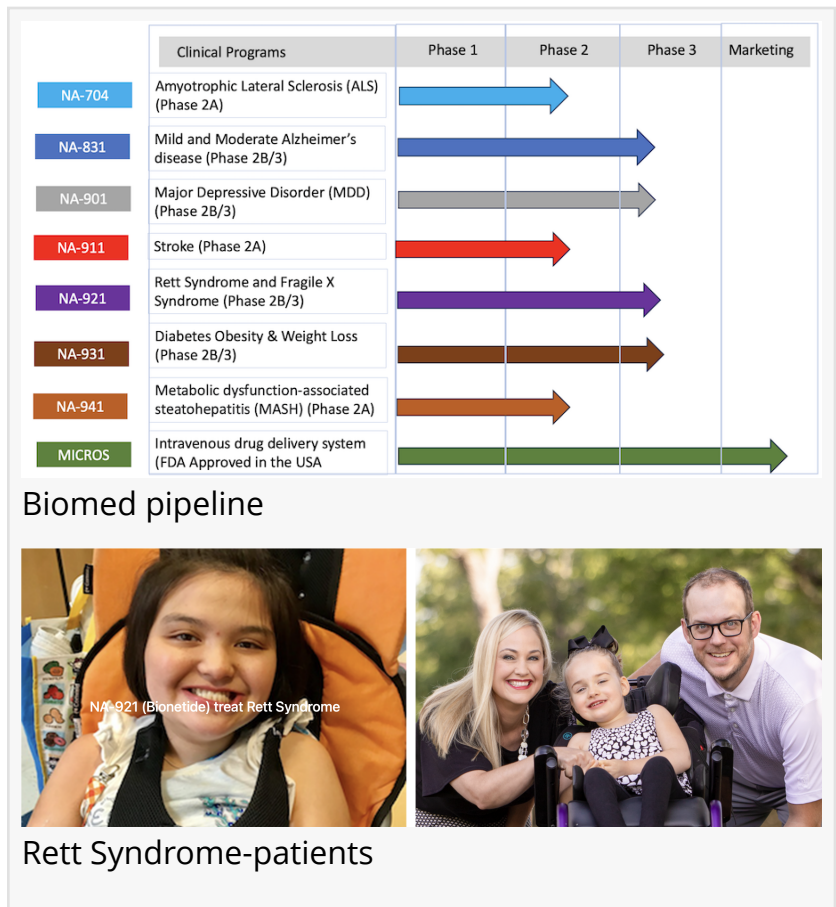 Clinical Programs Phase 1 Phase 2 Phase 3 Marketing
NA-704
Amyotrophic Lateral Sclerosis (ALS)
(Phase 2A)
NA-831
Mild and Moderate Alzheimer's
disease (Phase 2B/3)
NA-901
Major Depressive Disorder (MDD)
(Phase 2B/3)
NA-911
Stroke (Phase 2A)
NA-921
Rett Syndrome and Fragile X
Syndrome (Phase 2B/3)
NA-931
Diabetes Obesity & Weight Loss
(Phase 2B/3)
NA-941
Metabolic dysfunction-associated
steatohepatitis (MASH) (Phase 2A)
MICROS
Intravenous drug delivery system
(FDA Approved in the USA
Biomed pipeline
NA-921 (Bionetide) treat Rett Syndrome
Rett Syndrome-patients